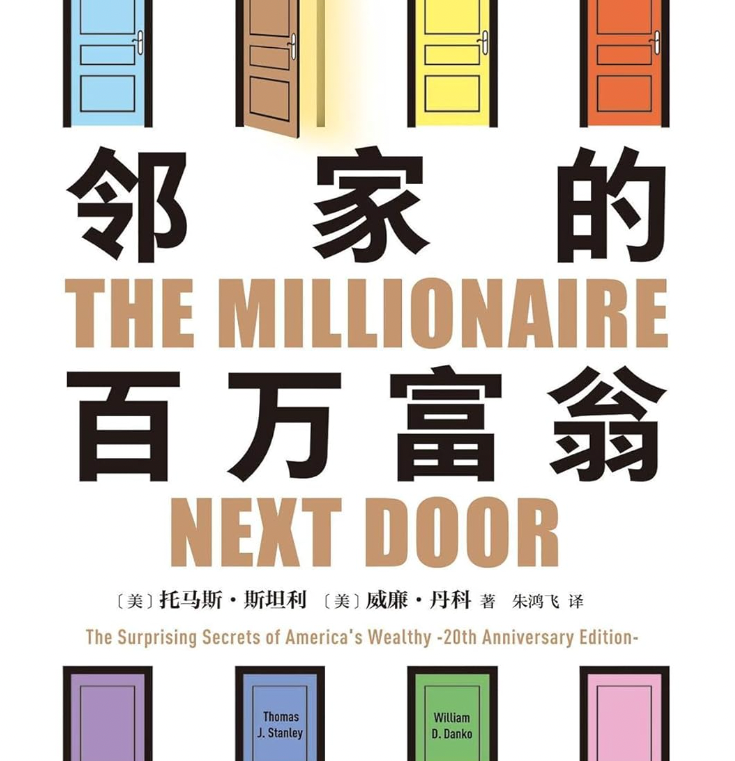 邻家的
THE MILLIONAIRE
百万富翁
NEXT DOOR
〔美〕托马斯·斯坦利 〔美〕威廉·丹科 著 朱鸿飞 译
The Surprising Secrets of America's Wealthy -20th Anniversary Edition-
Thomas
J. Stanley
William
D. Danko